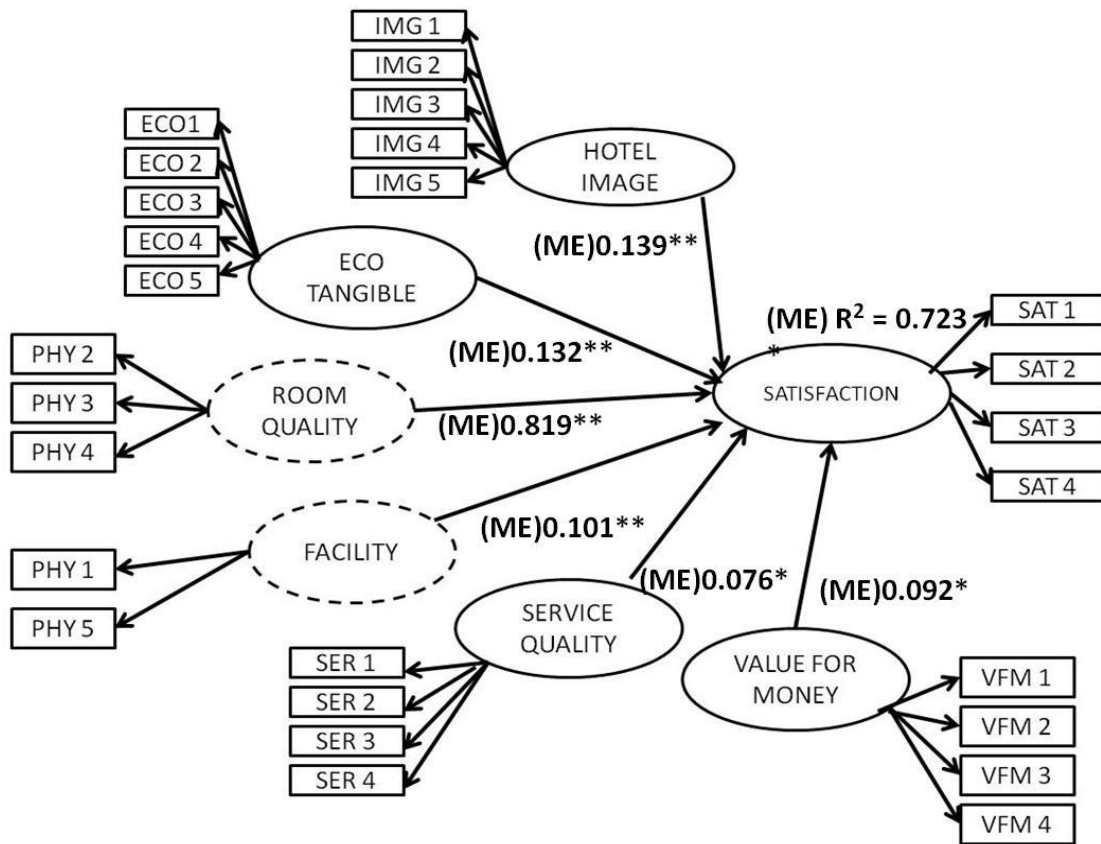 IMG 1
IMG 2
IMG 3
IMG 4
IMG 5
HOTEL
IMAGE
ECO1
ECO 2
ECO 3
ECO 4
ECO 5
ECO
TANGIBLE
(ME)0.139**
(ME) R² = 0.723
*
(ME)0.132**
SAT 1
SAT 2
SAT 3
SAT 4
SATISFACTION
PHY 2
PHY 3
PHY 4
ROOM
QUALITY
(ME)0.819**
PHY 1
PHY 5
FACILITY
(ME)0.101**
(ME)0.076*
(ME)0.092*
SERVICE
QUALITY
SER 1
SER 2
SER 3
SER 4
VALUE FOR
MONEY
VFM 1
VFM 2
VFM 3
VFM 4